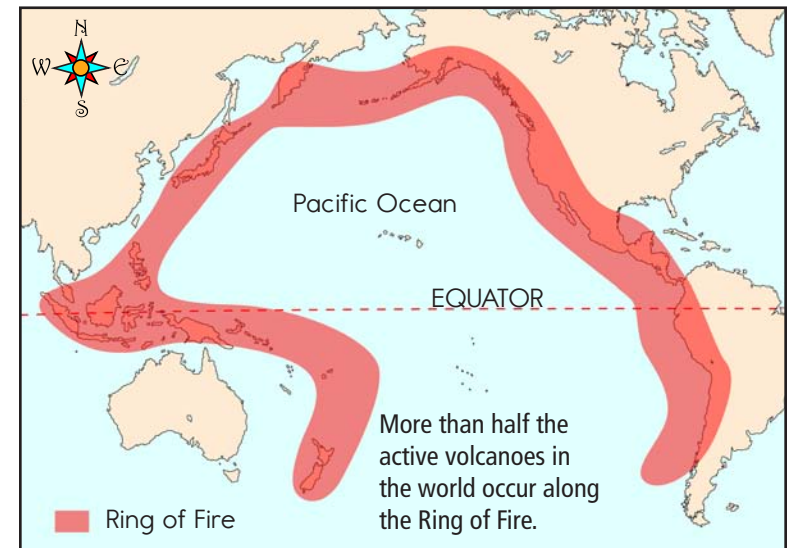 N
W E
S
Pacific Ocean
EQUATOR
More than half the
active volcanoes in
the world occur along
the Ring of Fire.
Ring of Fire